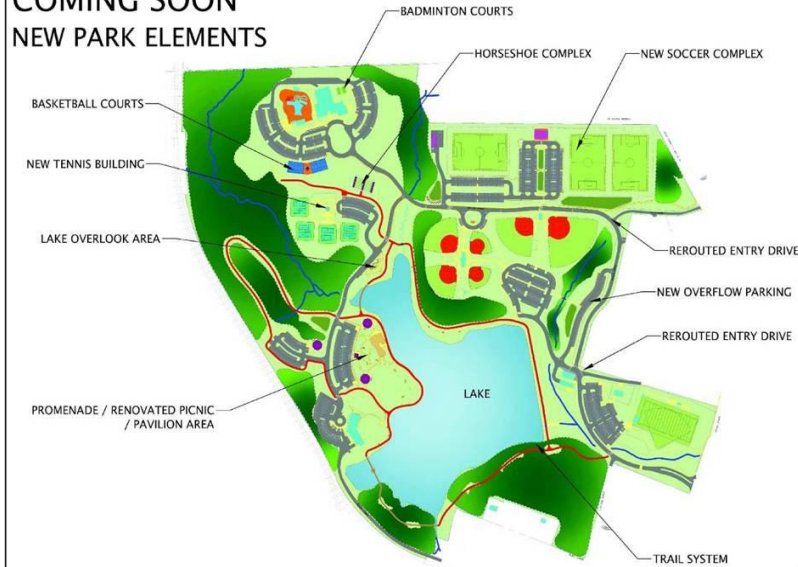 COMING SOON
NEW PARK ELEMENTS
BADMINTON COURTS
HORSESHOE COMPLEX
NEW SOCCER COMPLEX
BASKETBALL COURTS
NEW TENNIS BUILDING
LAKE OVERLOOK AREA
REROUTED ENTRY DRIVE
NEW OVERFLOW PARKING
REROUTED ENTRY DRIVE
LAKE
PROMENADE / RENOVATED PICNIC
/ PAVILION AREA
TRAIL SYSTEM